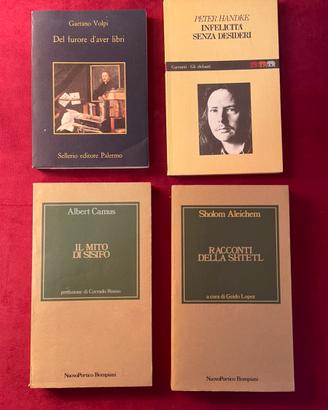 Gaetano Volpi
Del furore d'aver libri
Sellerio editore Palermo
PETER HANDKE
INFELICITÀ
SENZA DESIDERI
Garzanti - Gli elefanti
Albert Camus
IL MITO
DI SISIFO
prefazione di Corrado Rosso
NuovoPortico Bompiani
Sholom Aleichem
RACCONTI
DELLA SHTETL
a cura di Guido Lopez
NuovoPortico Bompiani